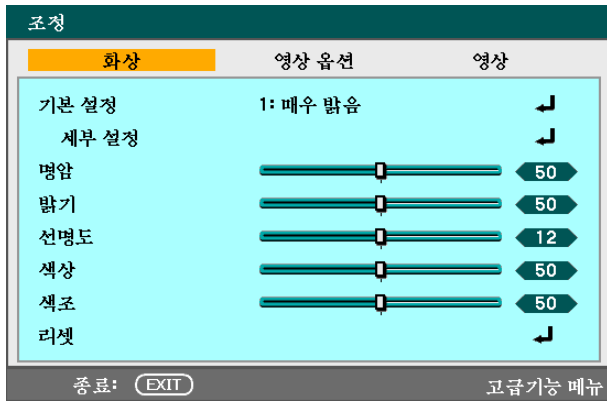 조정
화상 영상 옵션 영상
기본 설정 1: 매우 밝음
세부 설정
명암 50
밝기 50
선명도 12
색상 50
색조 50
리셋
종료: EXIT 고급기능 메뉴